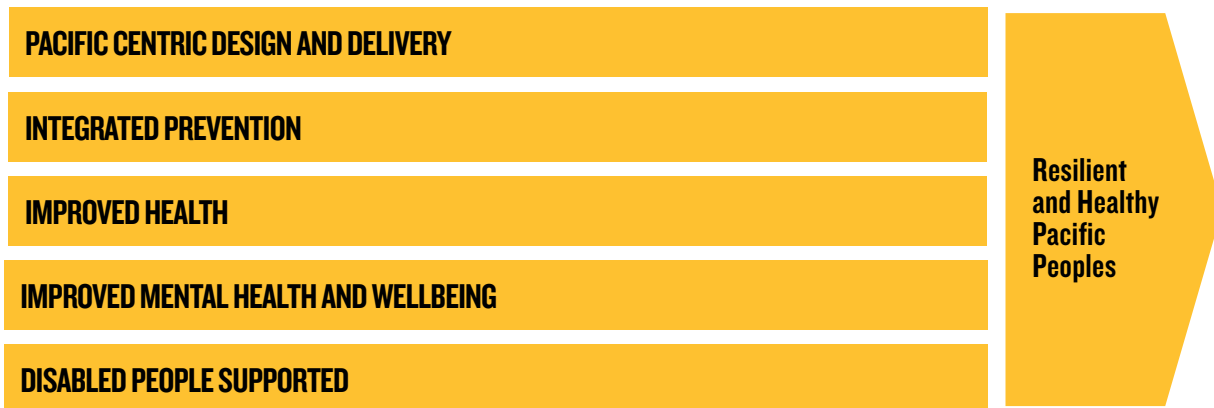 PACIFIC CENTRIC DESIGN AND DELIVERY
INTEGRATED PREVENTION
IMPROVED HEALTH
IMPROVED MENTAL HEALTH AND WELLBEING
DISABLED PEOPLE SUPPORTED
Resilient
and Healthy
Pacific
Peoples